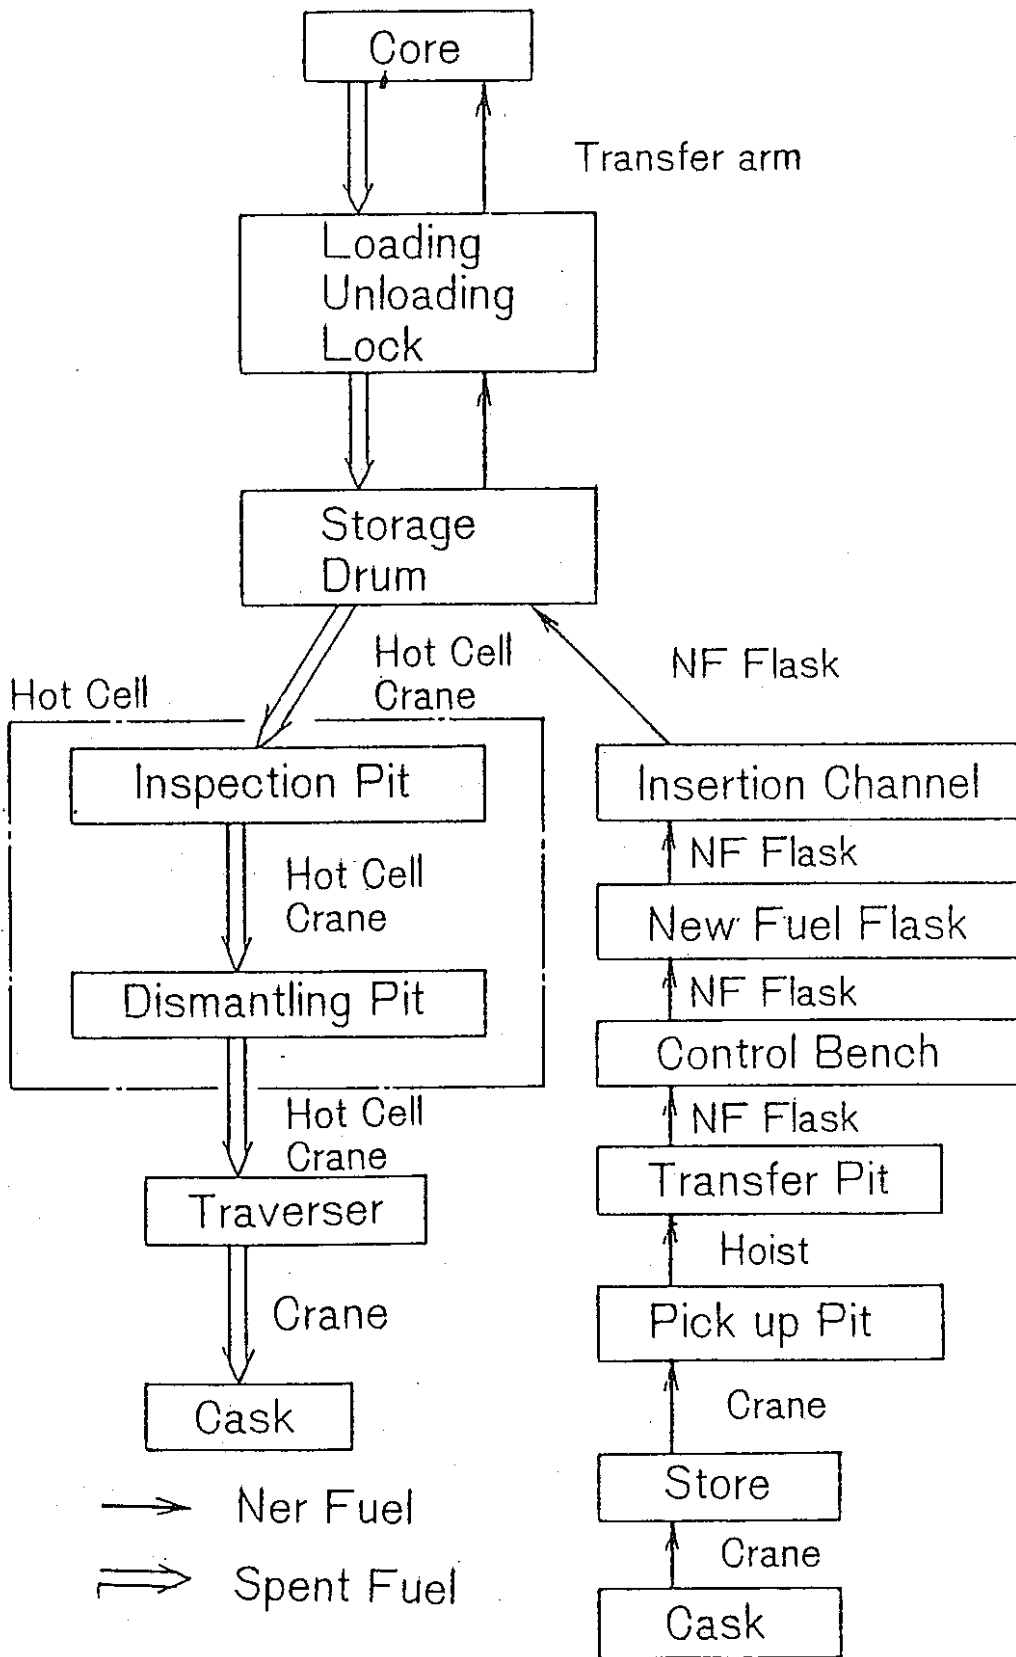 Core
Transfer arm
Loading
Unloading
Lock
Storage
Drum
Hot Cell
Crane
NF Flask
Hot Cell
Inspection Pit
Insertion Channel
Hot Cell
Crane
NF Flask
New Fuel Flask
Dismantling Pit
NF Flask
Control Bench
Hot Cell
Crane
NF Flask
Transfer Pit
Traverser
Hoist
Crane
Pick up Pit
Cask
Crane
Store
Ner Fuel
Crane
Spent Fuel
Cask